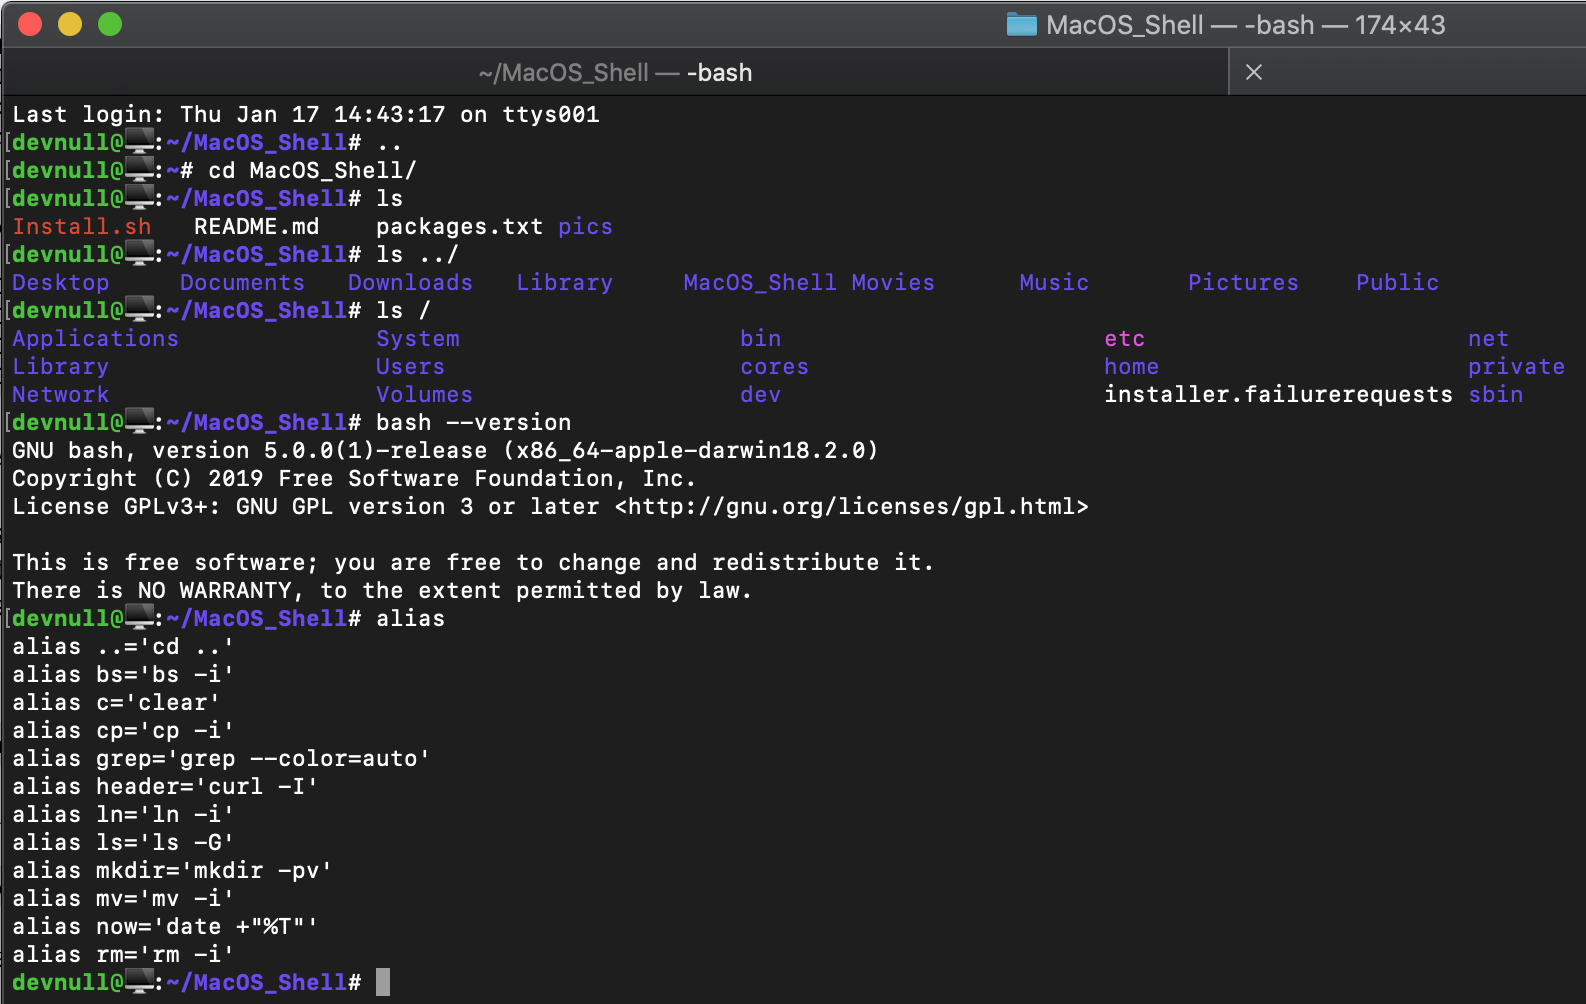 MacOS_Shell — -bash — 174×43
~/MacOS_Shell — -bash
Last login: Thu Jan 17 14:43:17 on ttys001
[devnull@🖥:~/MacOS_Shell# ..
[devnull@🖥:~# cd MacOS_Shell/
[devnull@🖥:~/MacOS_Shell# ls
Install.sh README.md packages.txt pics
[devnull@🖥:~/MacOS_Shell# ls ../
Desktop Documents Downloads Library MacOS_Shell Movies Music Pictures Public
[devnull@🖥:~/MacOS_Shell# ls /
Applications System bin etc net
Library Users cores home private
Network Volumes dev installer.failurerequests sbin
[devnull@🖥:~/MacOS_Shell# bash --version
GNU bash, version 5.0.0(1)-release (x86_64-apple-darwin18.2.0)
Copyright (C) 2019 Free Software Foundation, Inc.
License GPLv3+: GNU GPL version 3 or later <http://gnu.org/licenses/gpl.html>

This is free software; you are free to change and redistribute it.
There is NO WARRANTY, to the extent permitted by law.
[devnull@🖥:~/MacOS_Shell# alias
alias ..='cd ..'
alias bs='bs -i'
alias c='clear'
alias cp='cp -i'
alias grep='grep --color=auto'
alias header='curl -I'
alias ln='ln -i'
alias ls='ls -G'
alias mkdir='mkdir -pv'
alias mv='mv -i'
alias now='date +"%T"'
alias rm='rm -i'
devnull@🖥:~/MacOS_Shell#